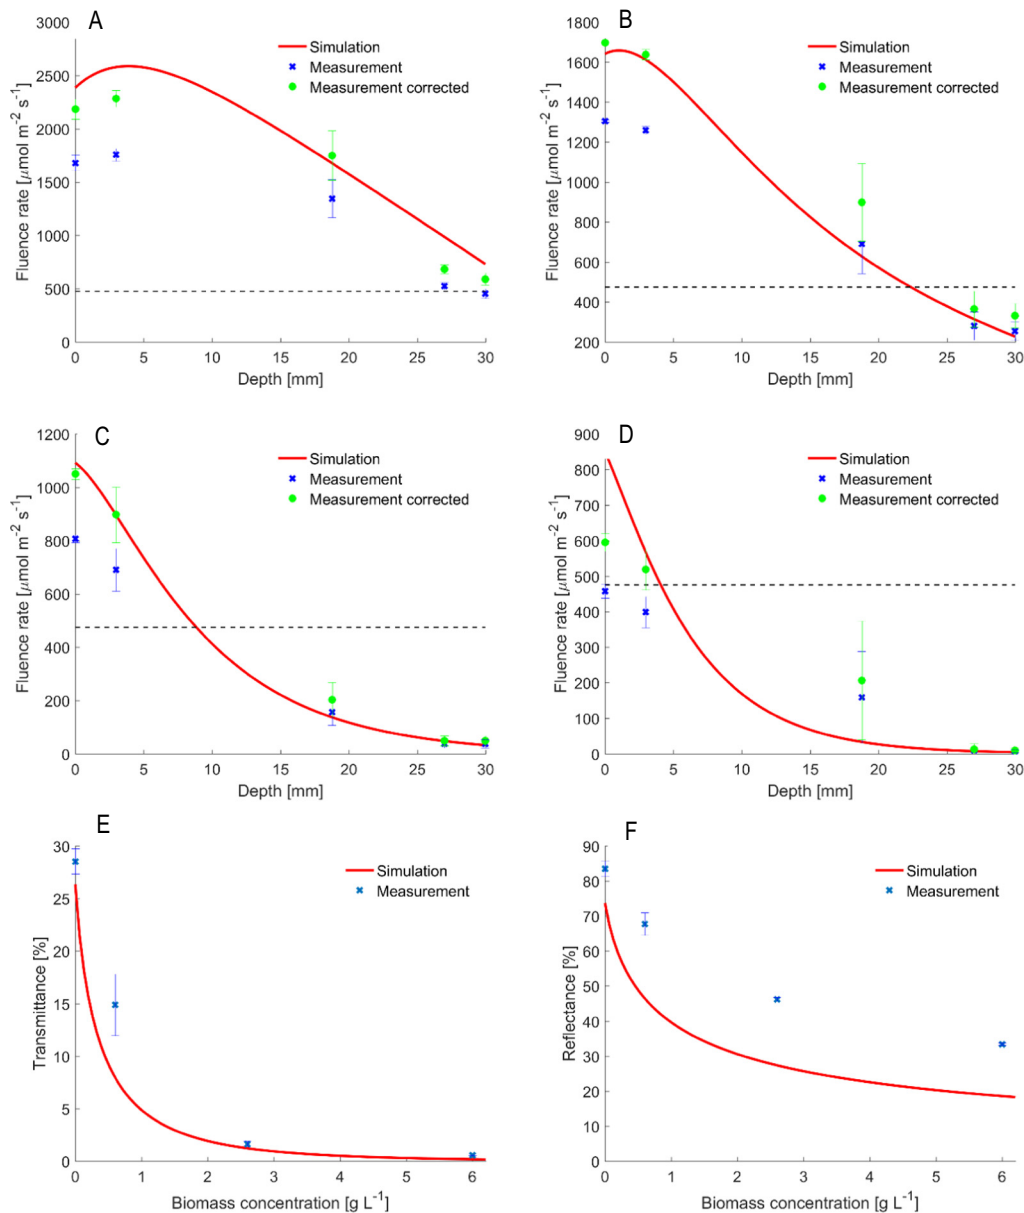 A
Fluence rate [µmol m⁻² s⁻¹]
3000
2500
2000
1500
1000
500
0
Simulation
Measurement
Measurement corrected
0 5 10 15 20 25 30
Depth [mm]
B
Fluence rate [µmol m⁻² s⁻¹]
1800
1600
1400
1200
1000
800
600
400
200
Simulation
Measurement
Measurement corrected
0 5 10 15 20 25 30
Depth [mm]
C
Fluence rate [µmol m⁻² s⁻¹]
1200
1000
800
600
400
200
0
Simulation
Measurement
Measurement corrected
0 5 10 15 20 25 30
Depth [mm]
D
Fluence rate [µmol m⁻² s⁻¹]
900
800
700
600
500
400
300
200
100
0
Simulation
Measurement
Measurement corrected
0 5 10 15 20 25 30
Depth [mm]
E
Transmittance [%]
30
25
20
15
10
5
0
Simulation
Measurement
0 1 2 3 4 5 6
Biomass concentration [g L⁻¹]
F
Reflectance [%]
90
80
70
60
50
40
30
20
10
0
Simulation
Measurement
0 1 2 3 4 5 6
Biomass concentration [g L⁻¹]